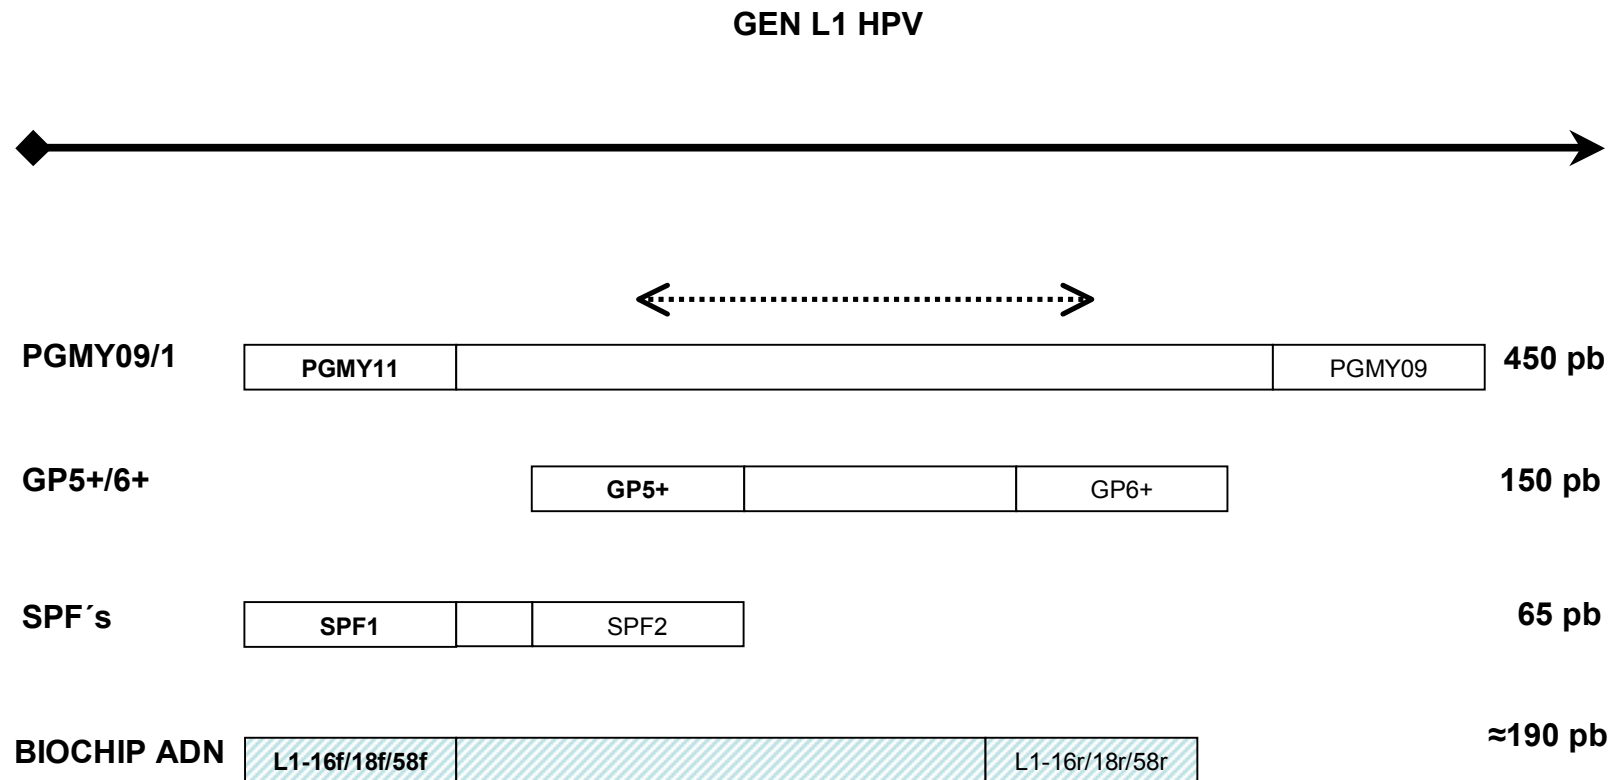 GEN L1 HPV
PGMY09/1 PGMY11 PGMY09 450 pb
GP5+/6+ GP5+ GP6+ 150 pb
SPF´s SPF1 SPF2 65 pb
BIOCHIP ADN L1-16f/18f/58f L1-16r/18r/58r ≈190 pb